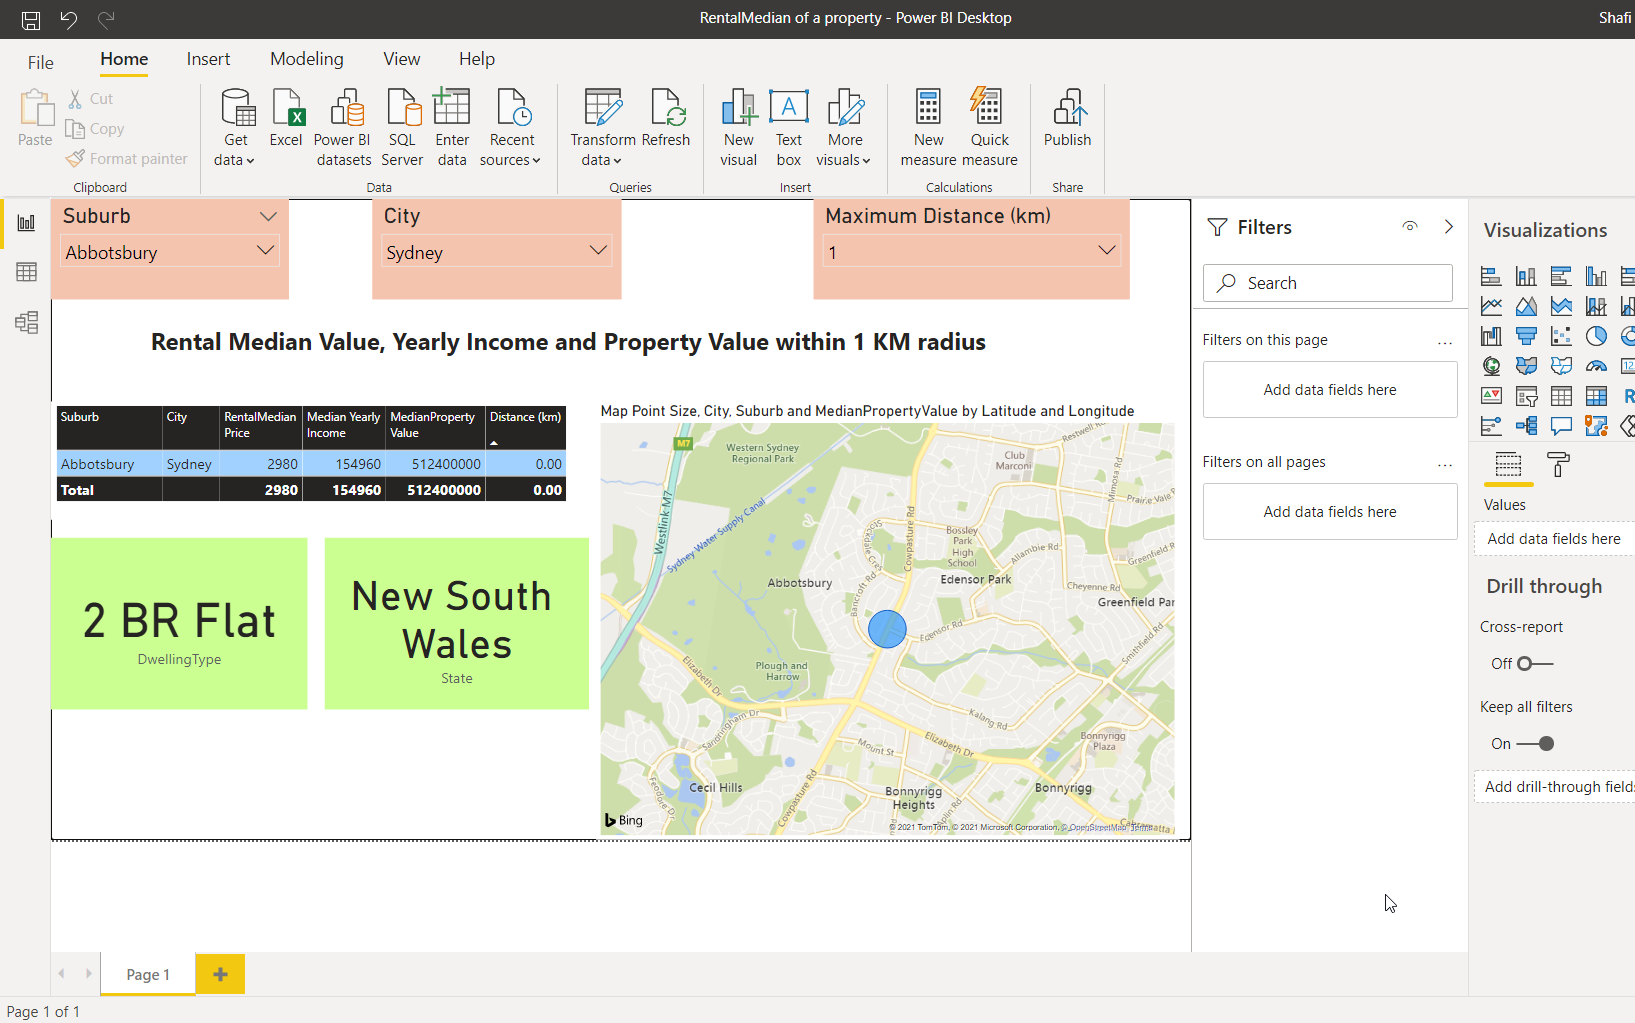 RentalMedian of a property - Power BI Desktop
Shafi
File
Home
Insert
Modeling
View
Help
Paste
Cut
Copy
Format painter
Clipboard
Get
data
Excel
Power BI
datasets
SQL
Server
Enter
data
Recent
sources
Data
Transform
data
Refresh
Queries
New
visual
Text
box
More
visuals
Insert
New
measure
Quick
measure
Calculations
Publish
Share
Suburb
Abbotsbury
City
Sydney
Maximum Distance (km)
1
Rental Median Value, Yearly Income and Property Value within 1 KM radius
Suburb City RentalMedian Price Median Yearly Income MedianProperty Value Distance (km)
Abbotsbury Sydney 2980 154960 512400000 0.00
Total 2980 154960 512400000 0.00
2 BR Flat
DwellingType
New South
Wales
State
Map Point Size, City, Suburb and MedianPropertyValue by Latitude and Longitude
M7
Western Sydney
Regional Park
Restwell Rd
Club
Marconi
Mimosa Rd
Prairie Vale
Westlink M7
Sydney Water Supply Canal
Cowpasture Rd
Bossley
Park
High
School
Allambie Rd
Greenfield
Abbotsbury
Edensor Park
Cheyenne Rd
Bancroft Rd
Greenfield Par
Edensor Rd
Smithfield Rd
Elizabeth Dr
Plough and
Harrow
Sandringham Dr
Kalang Rd
Mount St
Elizabeth Dr
Bonnyrigg
Plaza
Feodore Dr
Cecil Hills
Cowpasture Rd
Bonnyrigg
Heights
Aplin Rd
Bonnyrigg
Cabramatta
Bing
© 2021 TomTom, © 2021 Microsoft Corporation, © OpenStreetMap Terms
Filters
Search
Filters on this page
...
Add data fields here
Filters on all pages
...
Add data fields here
Visualizations
123
R
Values
Add data fields here
Drill through
Cross-report
Off
Keep all filters
On
Add drill-through fields
Page 1
+
Page 1 of 1